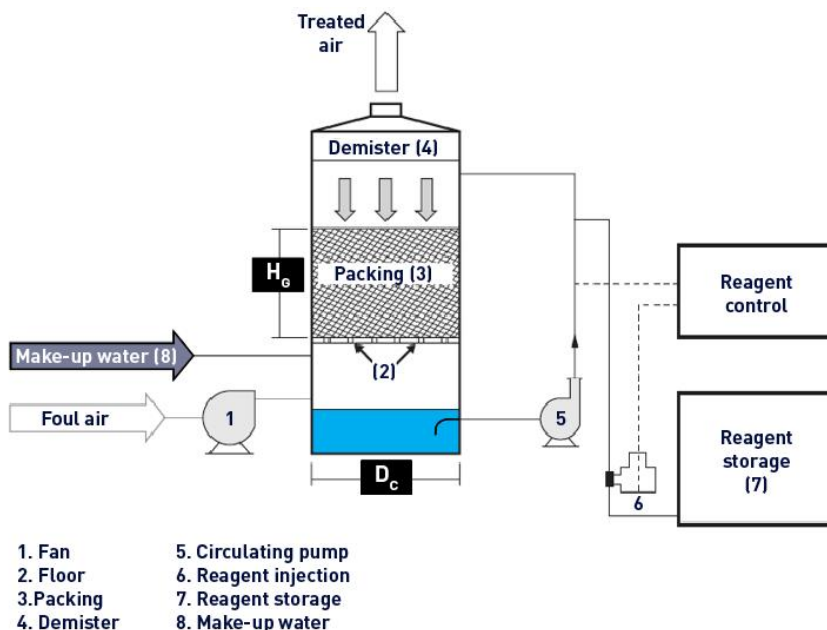 Treated
air
Demister (4)
H_G
Packing (3)
Reagent
control
Make-up water (8)
(2)
Foul air
1
5
Reagent
storage
(7)
D_C
6
1. Fan
2. Floor
3.Packing
4. Demister
5. Circulating pump
6. Reagent injection
7. Reagent storage
8. Make-up water